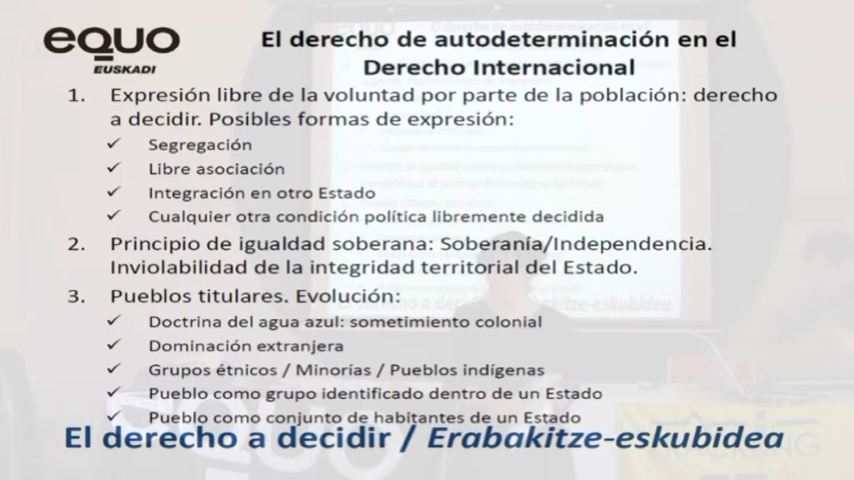 eQUO
EUSKADI
El derecho de autodeterminación en el
Derecho Internacional
1. Expresión libre de la voluntad por parte de la población: derecho
a decidir. Posibles formas de expresión:
✓ Segregación
✓ Libre asociación
✓ Integración en otro Estado
✓ Cualquier otra condición política libremente decidida
2. Principio de igualdad soberana: Soberanía/Independencia.
Inviolabilidad de la integridad territorial del Estado.
3. Pueblos titulares. Evolución:
✓ Doctrina del agua azul: sometimiento colonial
✓ Dominación extranjera
✓ Grupos étnicos / Minorías / Pueblos indígenas
✓ Pueblo como grupo identificado dentro de un Estado
✓ Pueblo como conjunto de habitantes de un Estado
El derecho a decidir / Erabakitze-eskubidea